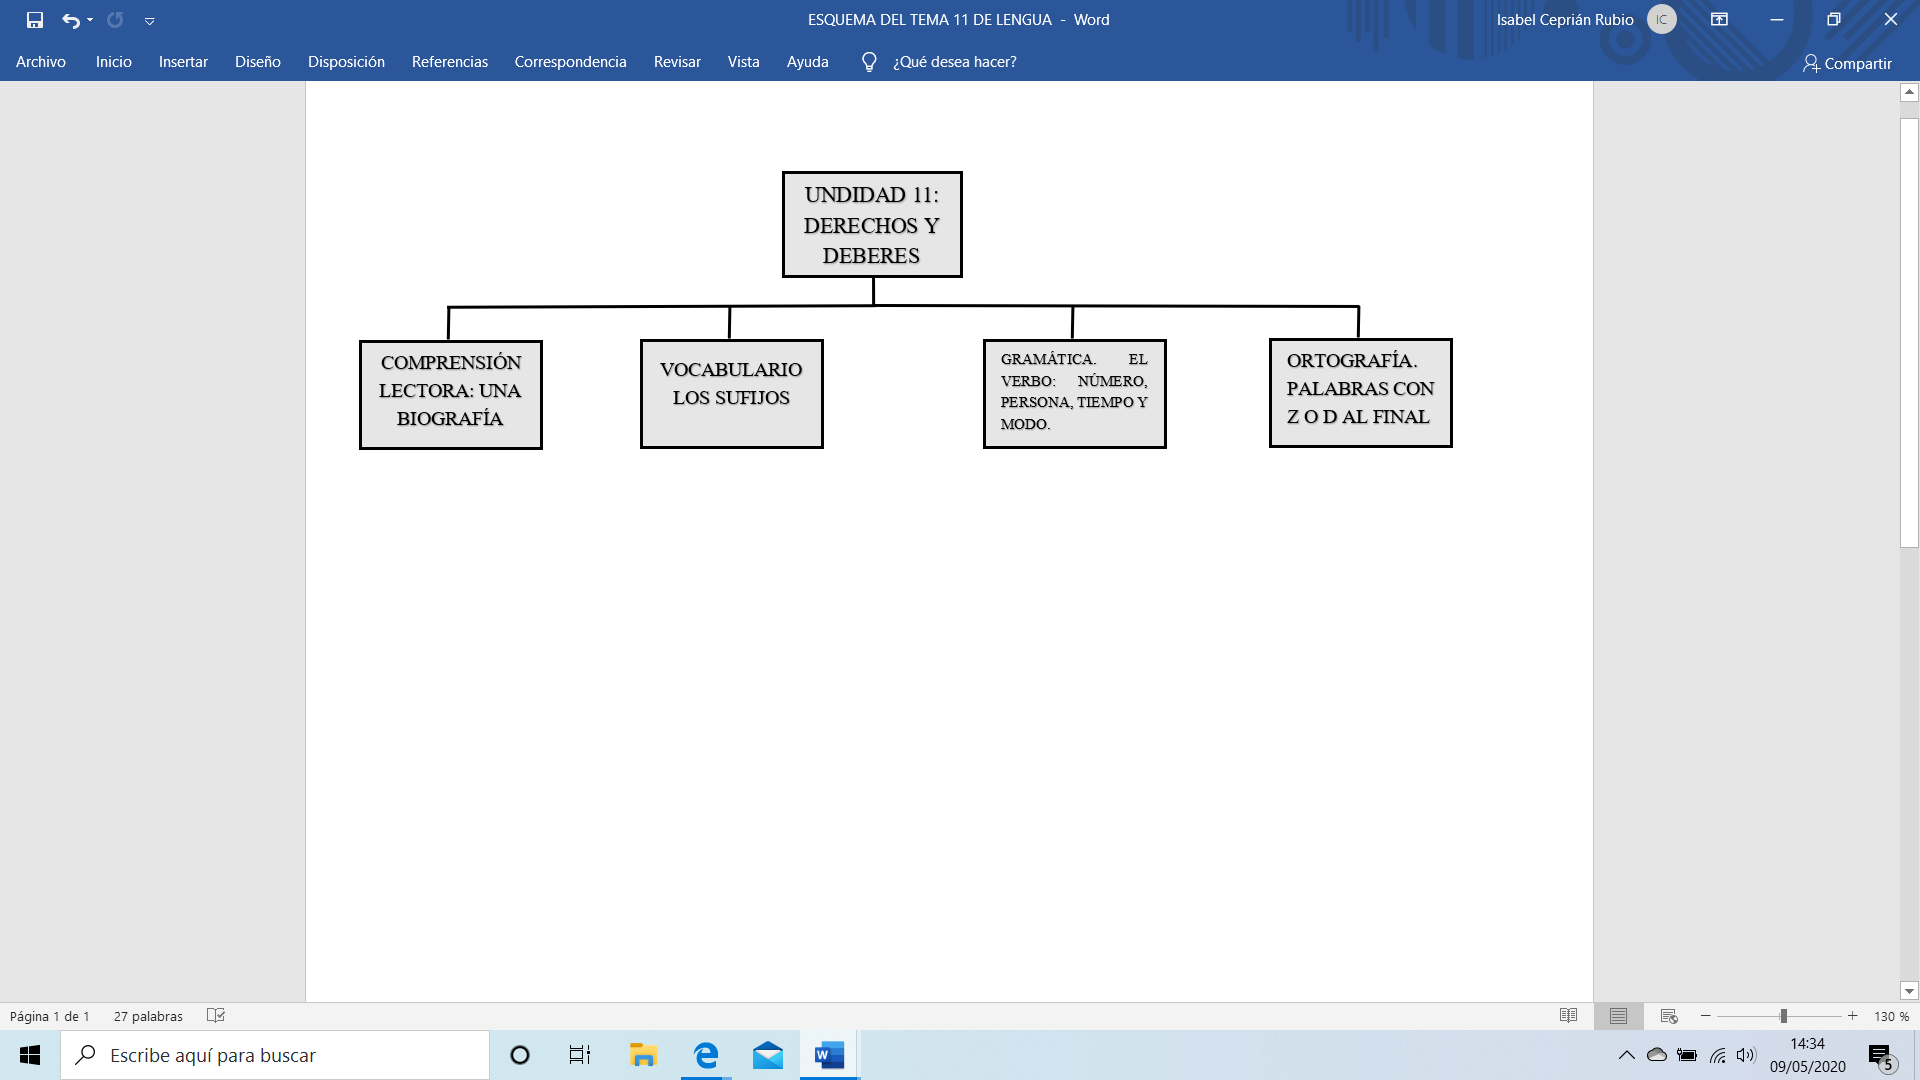 ESQUEMA DEL TEMA 11 DE LENGUA - Word
Isabel Ceprián Rubio
IC
Archivo
Inicio
Insertar
Diseño
Disposición
Referencias
Correspondencia
Revisar
Vista
Ayuda
¿Qué desea hacer?
Compartir
UNDIDAD 11:
DERECHOS Y
DEBERES
COMPRENSIÓN
LECTORA: UNA
BIOGRAFÍA
VOCABULARIO
LOS SUFIJOS
GRAMÁTICA. EL
VERBO: NÚMERO,
PERSONA, TIEMPO Y
MODO.
ORTOGRAFÍA.
PALABRAS CON
Z O D AL FINAL
Página 1 de 1
27 palabras
130 %
Escribe aquí para buscar
14:34
09/05/2020
5